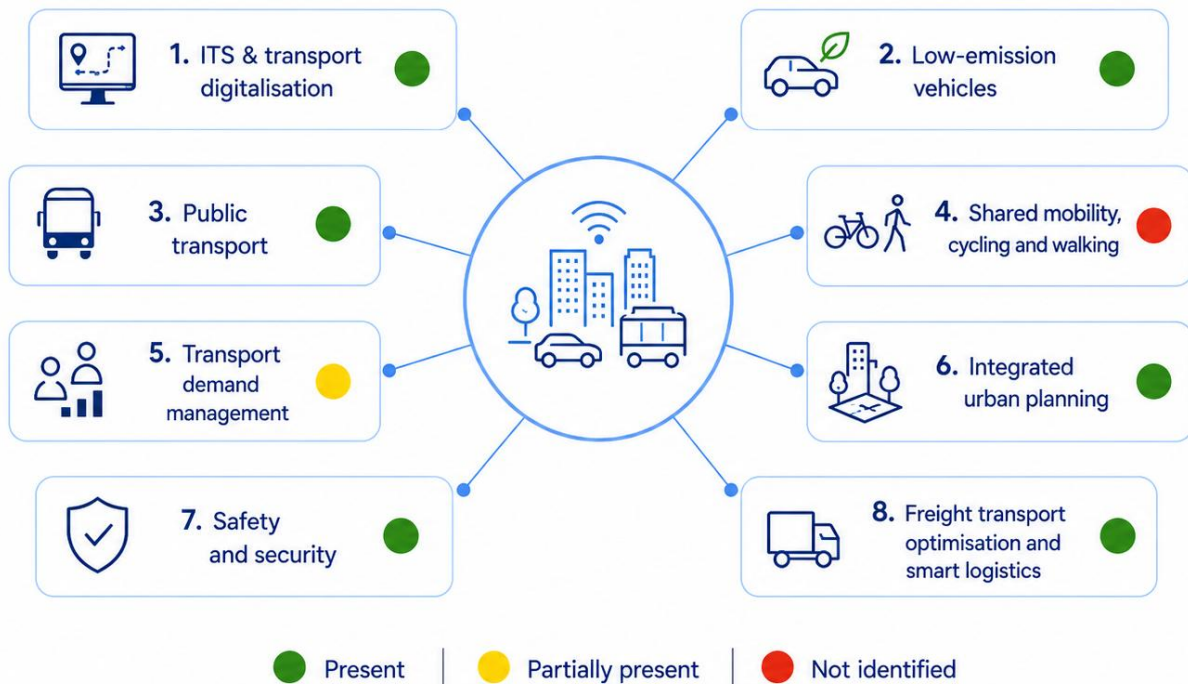 1. ITS & transport
digitalisation
2. Low-emission
vehicles
3. Public
transport
4. Shared mobility,
cycling and walking
5. Transport
demand
management
6. Integrated
urban planning
7. Safety
and security
8. Freight transport
optimisation and
smart logistics
Present
Partially present
Not identified